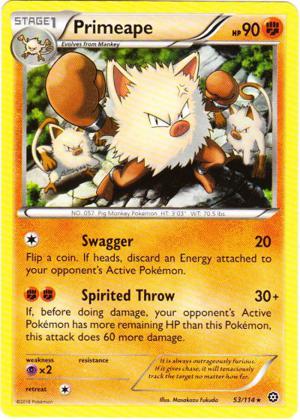 STAGE1 Primeape HP90
Evolves from Mankey
NO. 057 Pig Monkey Pokémon HT: 3'03" WT: 70.5 lbs.
Swagger 20
Flip a coin. If heads, discard an Energy attached to
your opponent's Active Pokémon.
Spirited Throw 30+
If, before doing damage, your opponent's Active
Pokémon has more remaining HP than this Pokémon,
this attack does 60 more damage.
weakness resistance
×2
retreat
It is always outrageously furious.
If it gives chase, it will tenaciously
track the target no matter how far.
©2016 Pokémon Illus. Masakazu Fukuda 53/114